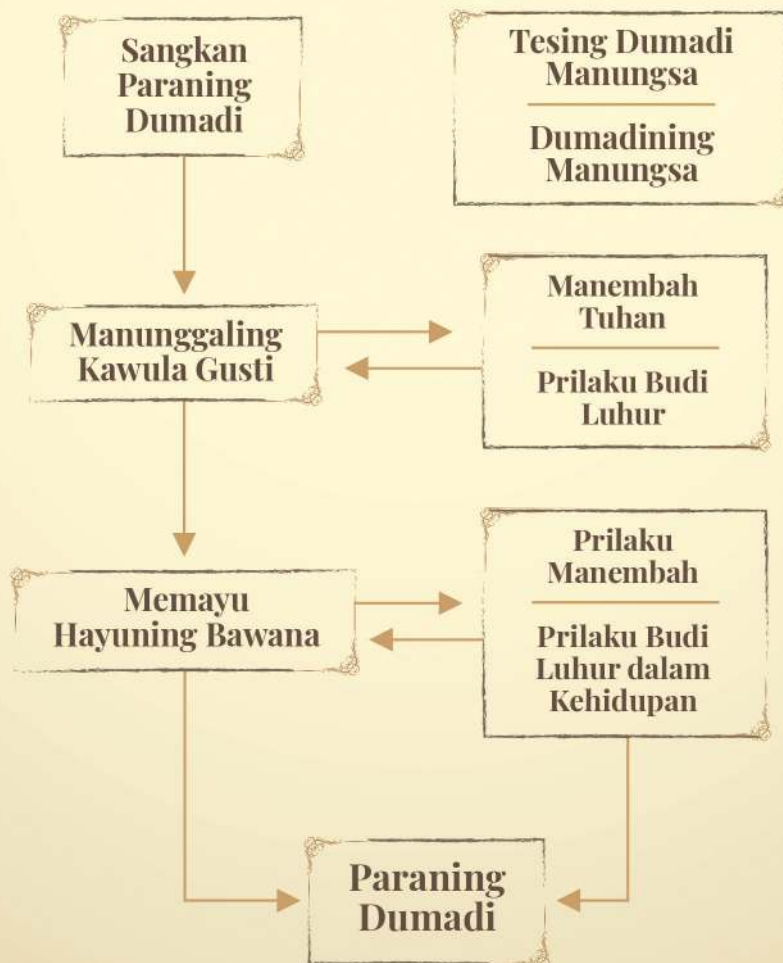 Sangkan
Paraning
Dumadi
Tesing Dumadi
Manungsa
Dumadining
Manungsa
Manunggaling
Kawula Gusti
Manembah
Tuhan
Prilaku Budi
Luhur
Memayu
Hayuning Bawana
Prilaku
Manembah
Prilaku Budi
Luhur dalam
Kehidupan
Paraning
Dumadi